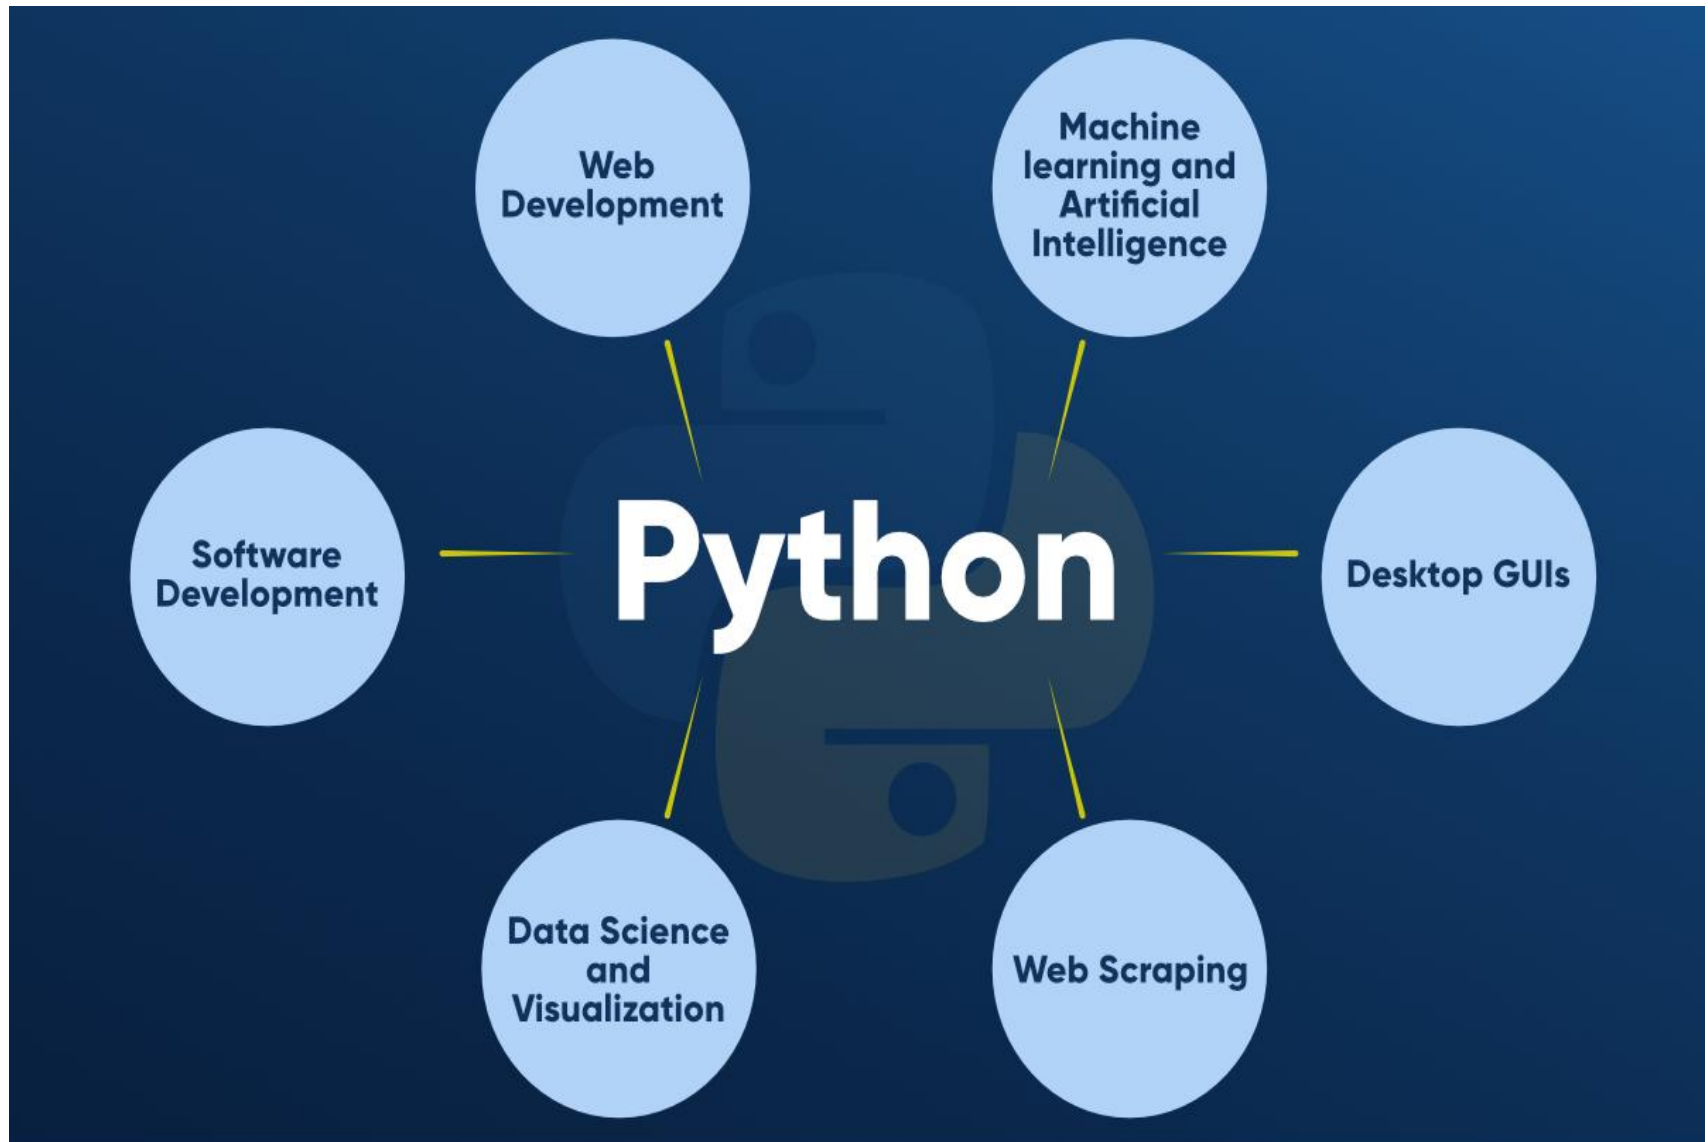 Web
Development
Machine
learning and
Artificial
Intelligence
Software
Development
Python
Desktop GUIs
Data Science
and
Visualization
Web Scraping